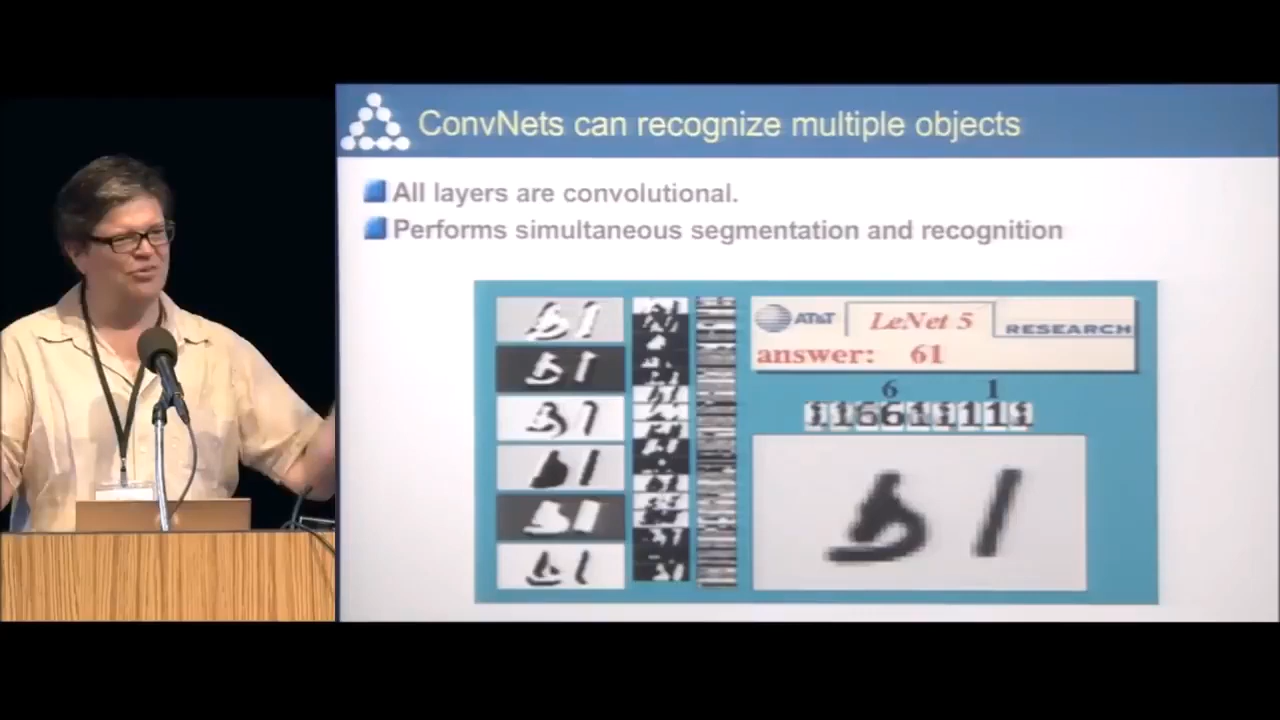 ConvNets can recognize multiple objects
All layers are convolutional.
Performs simultaneous segmentation and recognition
AT&T LeNet 5 RESEARCH
answer: 61
6 1